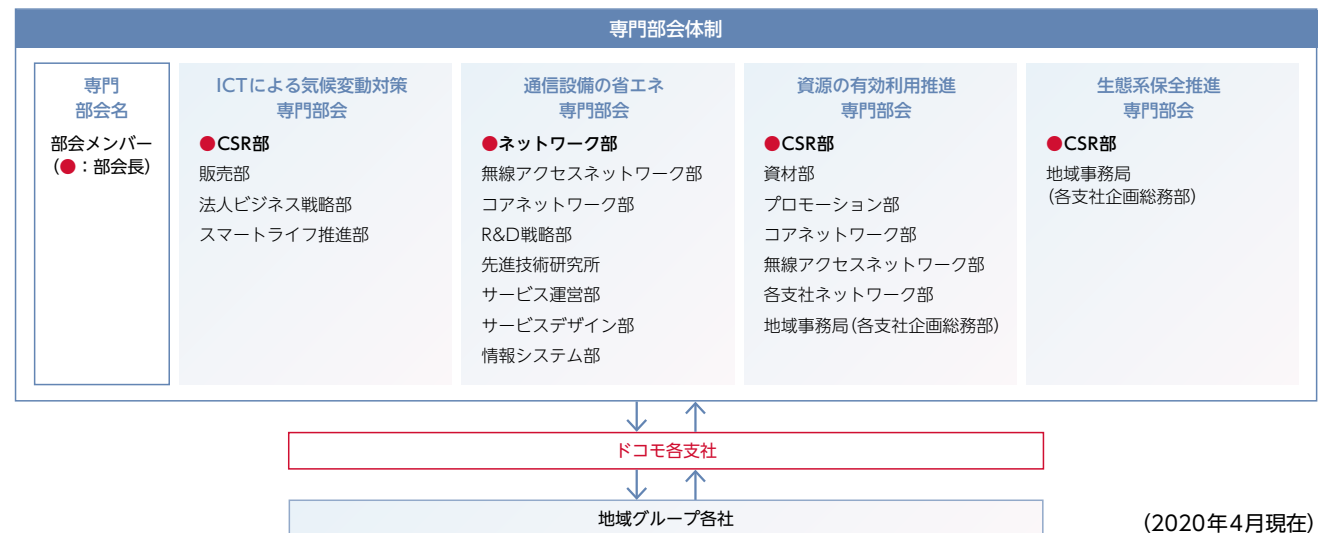 専門部会体制
専門
部会名
部会メンバー
(●：部会長)
ICTによる気候変動対策
専門部会
●CSR部
販売部
法人ビジネス戦略部
スマートライフ推進部
通信設備の省エネ
専門部会
●ネットワーク部
無線アクセスネットワーク部
コアネットワーク部
R&D戦略部
先進技術研究所
サービス運営部
サービスデザイン部
情報システム部
資源の有効利用推進
専門部会
●CSR部
資材部
プロモーション部
コアネットワーク部
無線アクセスネットワーク部
各支社ネットワーク部
地域事務局(各支社企画総務部)
生態系保全推進
専門部会
●CSR部
地域事務局
(各支社企画総務部)
ドコモ各支社
地域グループ各社
(2020年4月現在)